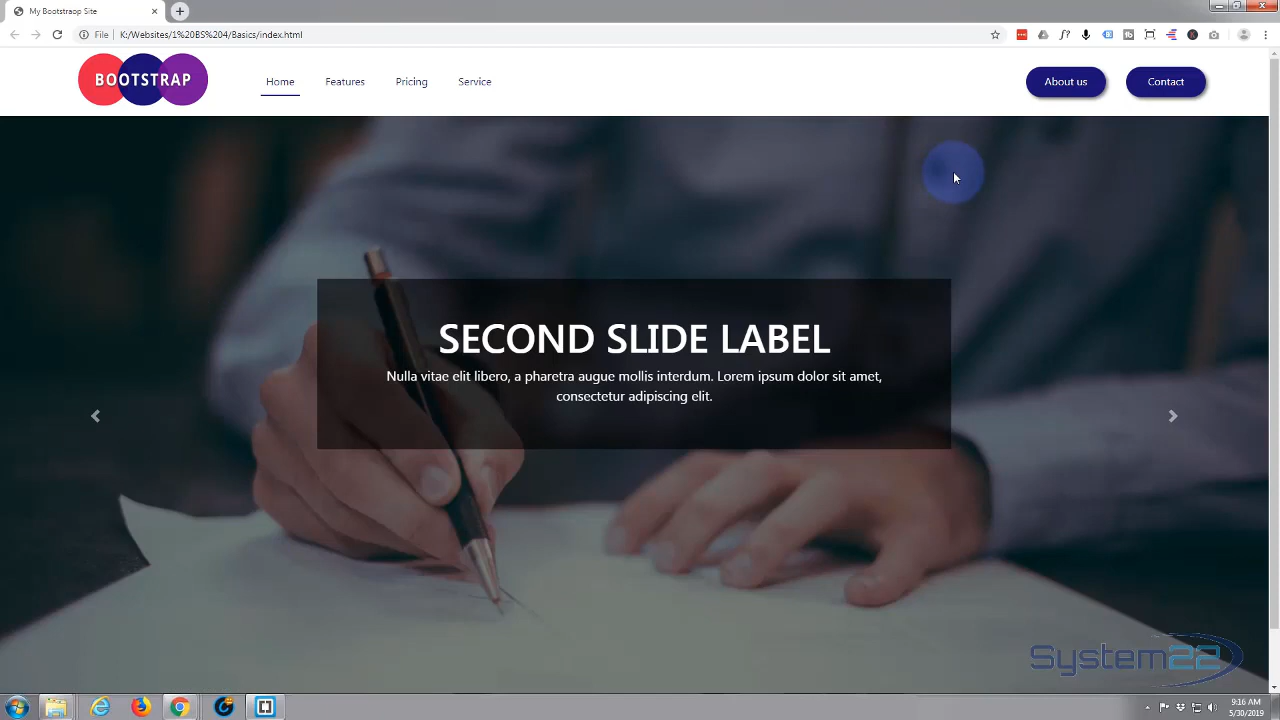 My Bootstraop Site
File K:/Websites/1%20BS%204/Basics/index.html
BOOTSTRAP
Home Features Pricing Service
About us Contact
SECOND SLIDE LABEL
Nulla vitae elit libero, a pharetra augue mollis interdum. Lorem ipsum dolor sit amet,
consectetur adipiscing elit.
System22
9:16 AM
5/30/2019